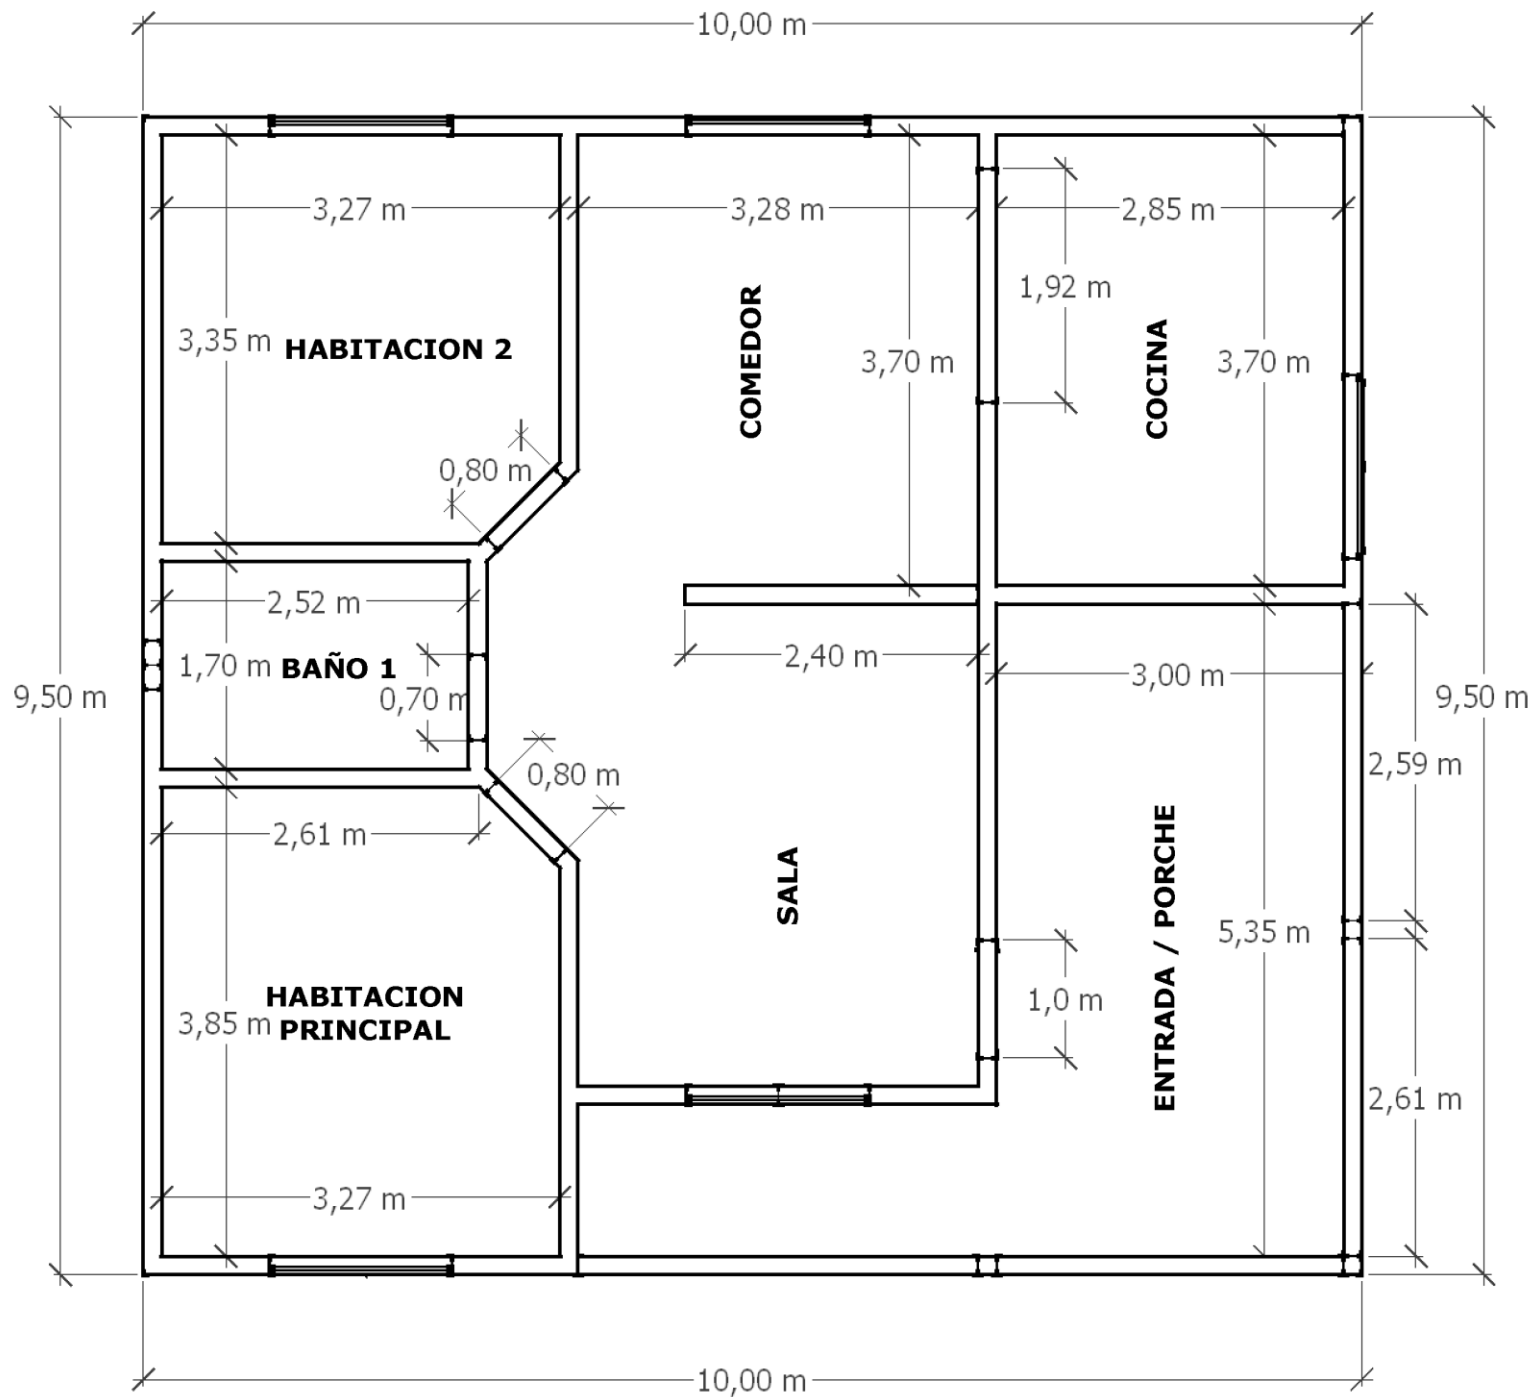 10,00 m
3,27 m
3,28 m
2,85 m
1,92 m
3,35 m
HABITACION 2
COMEDOR
3,70 m
COCINA
3,70 m
0,80 m
2,52 m
1,70 m
BAÑO 1
0,70 m
2,40 m
3,00 m
9,50 m
9,50 m
2,59 m
0,80 m
2,61 m
SALA
ENTRADA / PORCHE
5,35 m
HABITACION
PRINCIPAL
3,85 m
1,0 m
2,61 m
3,27 m
10,00 m